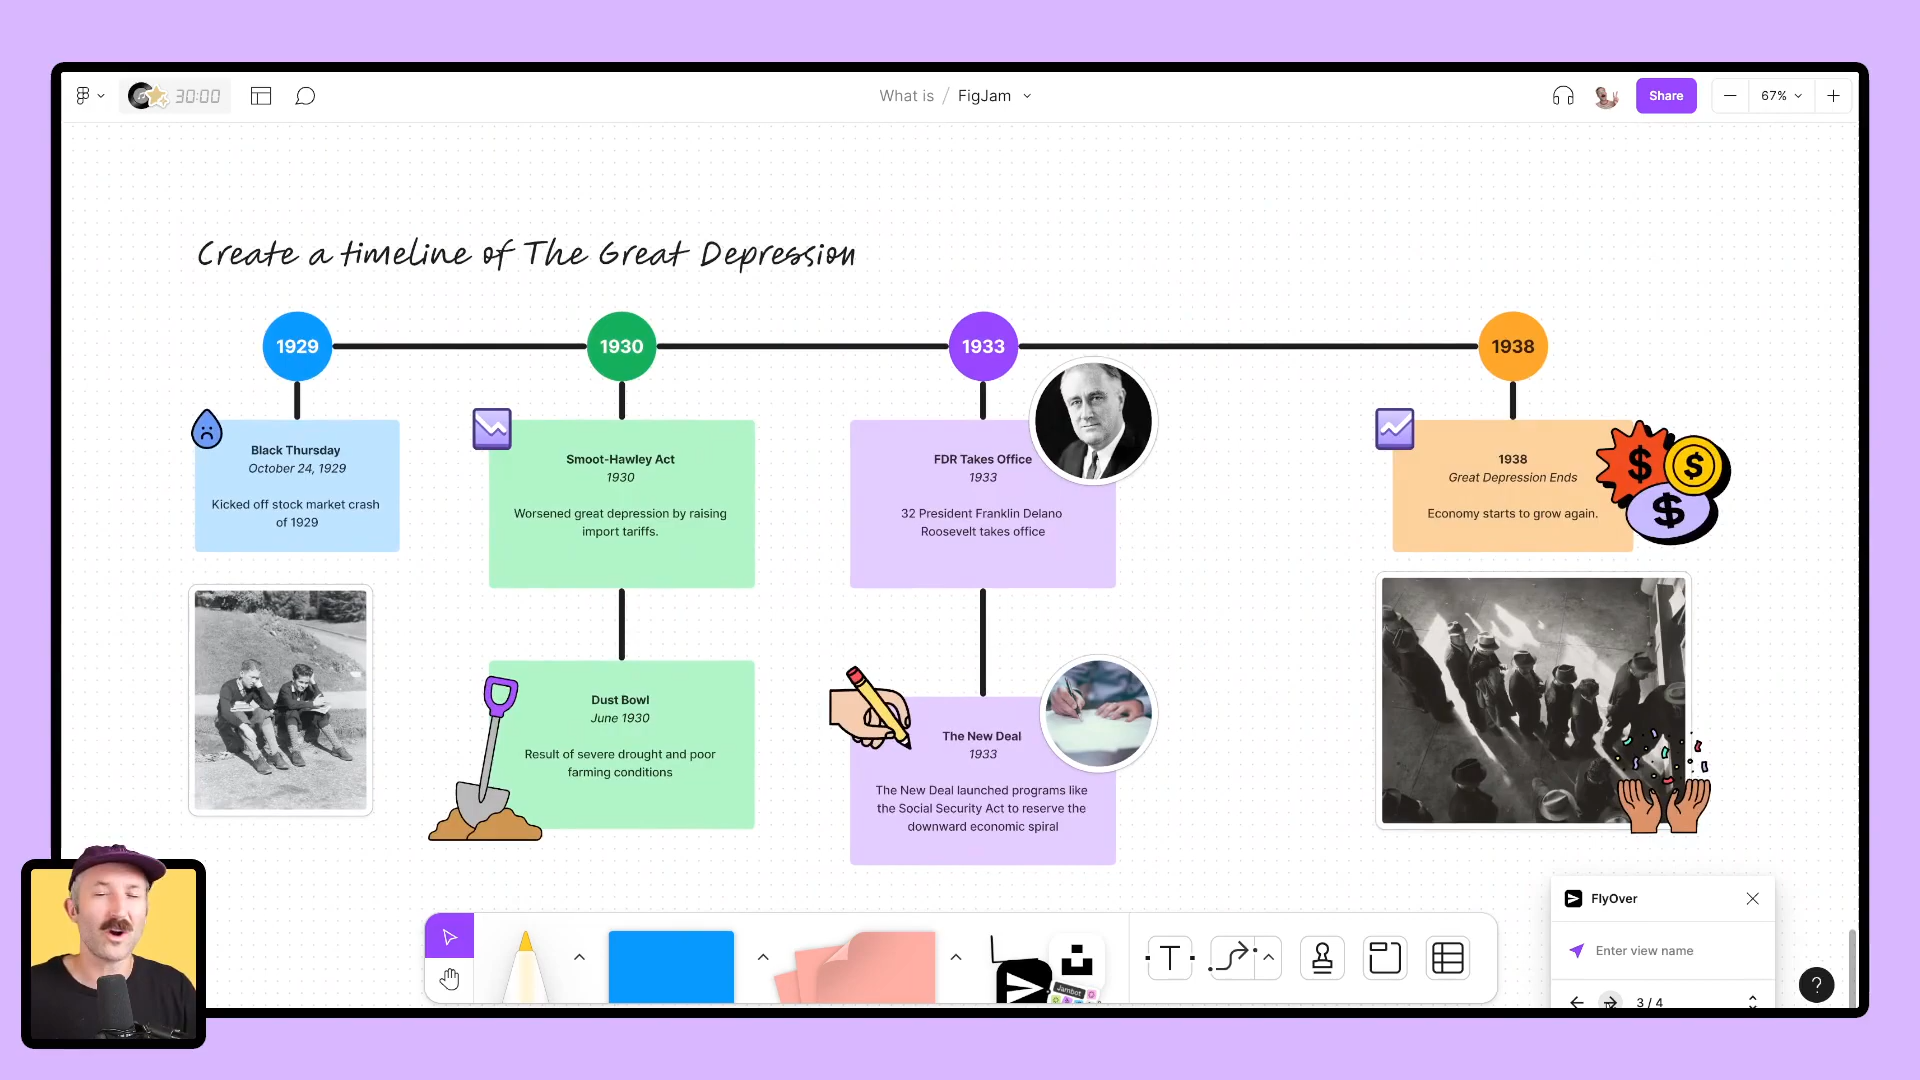 30:00
What is / FigJam
Share
67%
Create a timeline of The Great Depression
1929
1930
1933
1938
Black Thursday
October 24, 1929
Kicked off stock market crash
of 1929
Smoot-Hawley Act
1930
Worsened great depression by raising
import tariffs.
FDR Takes Office
1933
32 President Franklin Delano
Roosevelt takes office
1938
Great Depression Ends
Economy starts to grow again.
$
$
$
Dust Bowl
June 1930
Result of severe drought and poor
farming conditions
The New Deal
1933
The New Deal launched programs like
the Social Security Act to reserve the
downward economic spiral
FlyOver
Enter view name
3 / 4
T
Jambot
?